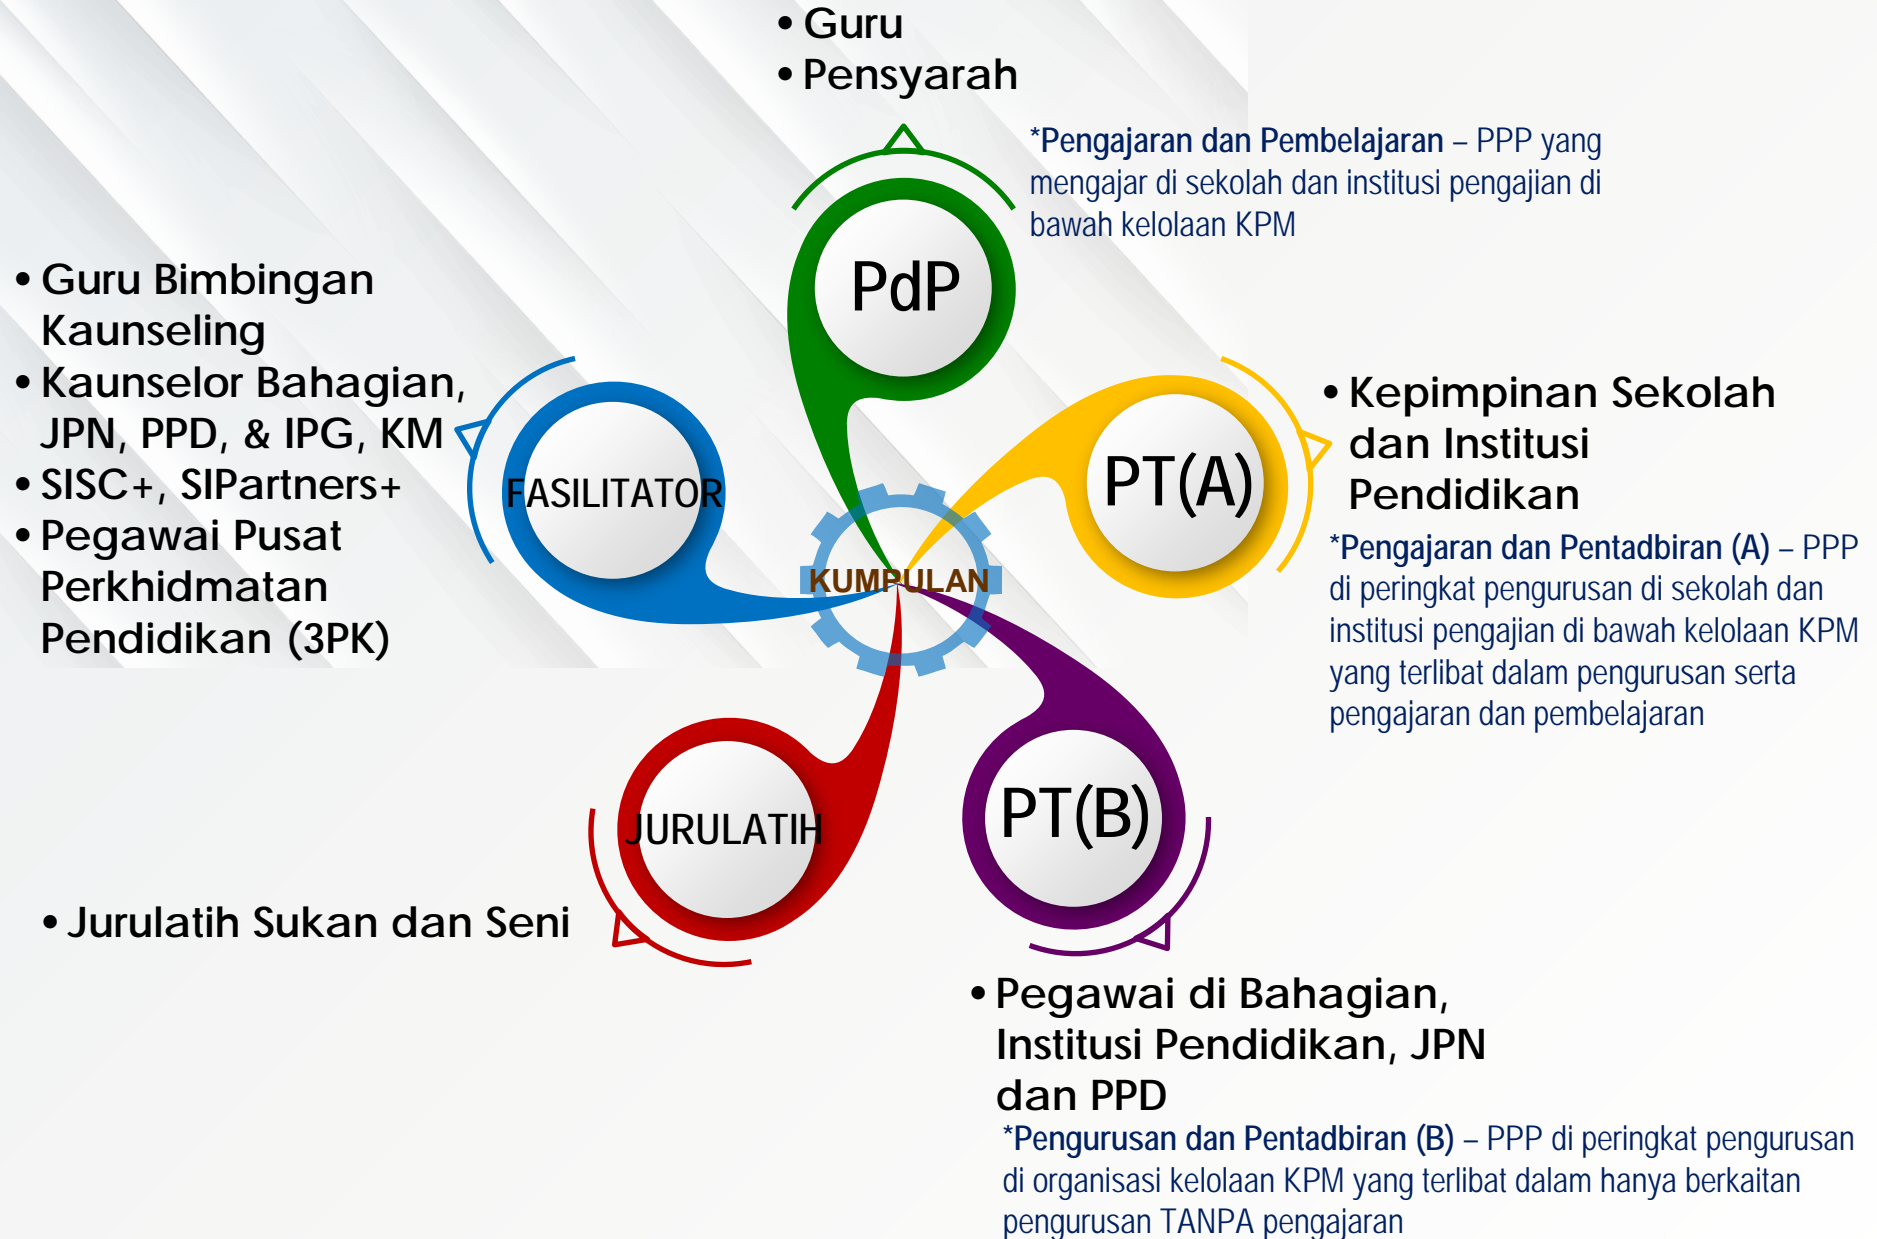 • Guru
• Pensyarah
*Pengajaran dan Pembelajaran – PPP yang
mengajar di sekolah dan institusi pengajian di
bawah kelolaan KPM
PdP
• Guru Bimbingan
Kaunseling
• Kaunselor Bahagian,
JPN, PPD, & IPG, KM
• SISC+, SIPartners+
• Pegawai Pusat
Perkhidmatan
Pendidikan (3PK)
FASILITATOR
PT(A)
• Kepimpinan Sekolah
dan Institusi
Pendidikan
*Pengajaran dan Pentadbiran (A) – PPP
di peringkat pengurusan di sekolah dan
institusi pengajian di bawah kelolaan KPM
yang terlibat dalam pengurusan serta
pengajaran dan pembelajaran
KUMPULAN
JURULATIH
• Jurulatih Sukan dan Seni
PT(B)
• Pegawai di Bahagian,
Institusi Pendidikan, JPN
dan PPD
*Pengurusan dan Pentadbiran (B) – PPP di peringkat pengurusan
di organisasi kelolaan KPM yang terlibat dalam hanya berkaitan
pengurusan TANPA pengajaran